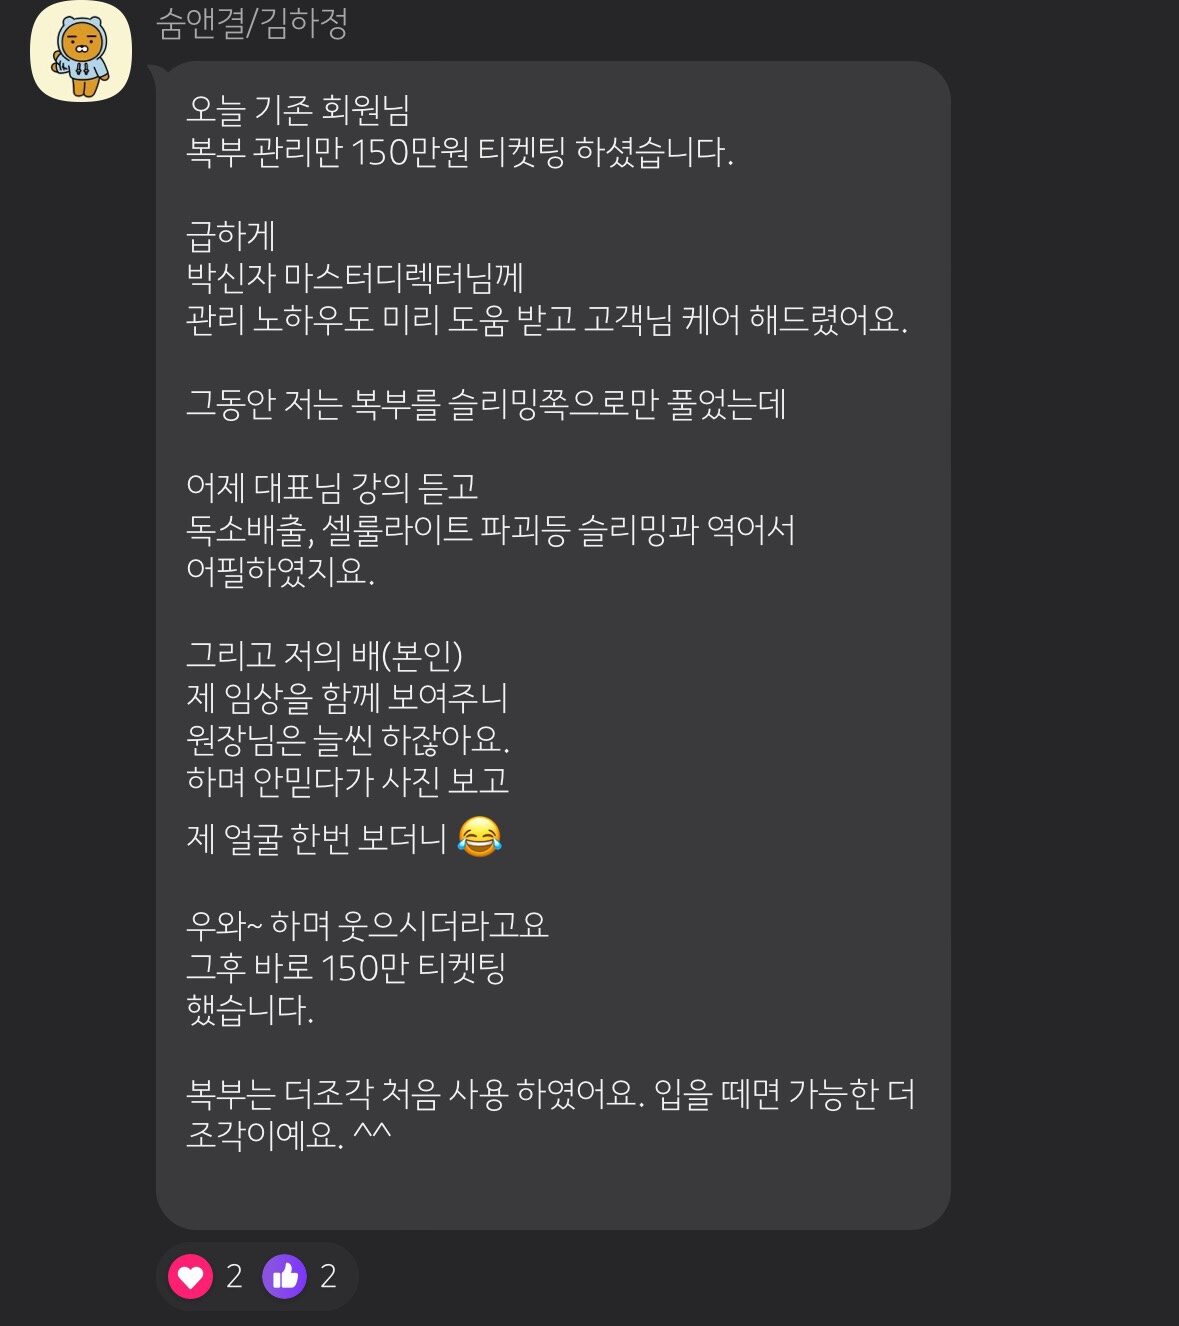 숨앤결/김하정
오늘 기존 회원님
복부 관리만 150만원 티켓팅 하셨습니다.
급하게
박신자 마스터디렉터님께
관리 노하우도 미리 도움 받고 고객님 케어 해드렸어요.
그동안 저는 복부를 슬리밍쪽으로만 풀었는데
어제 대표님 강의 듣고
독소배출, 셀룰라이트 파괴등 슬리밍과 역어서
어필하였지요.
그리고 저의 배(본인)
제 임상을 함께 보여주니
원장님은 늘씬 하잖아요.
하며 안믿다가 사진 보고
제 얼굴 한번 보더니 😂
우와~ 하며 웃으시더라고요
그후 바로 150만 티켓팅
했습니다.
복부는 더조각 처음 사용 하였어요. 입을 떼면 가능한 더
조각이예요. ^^
2 2